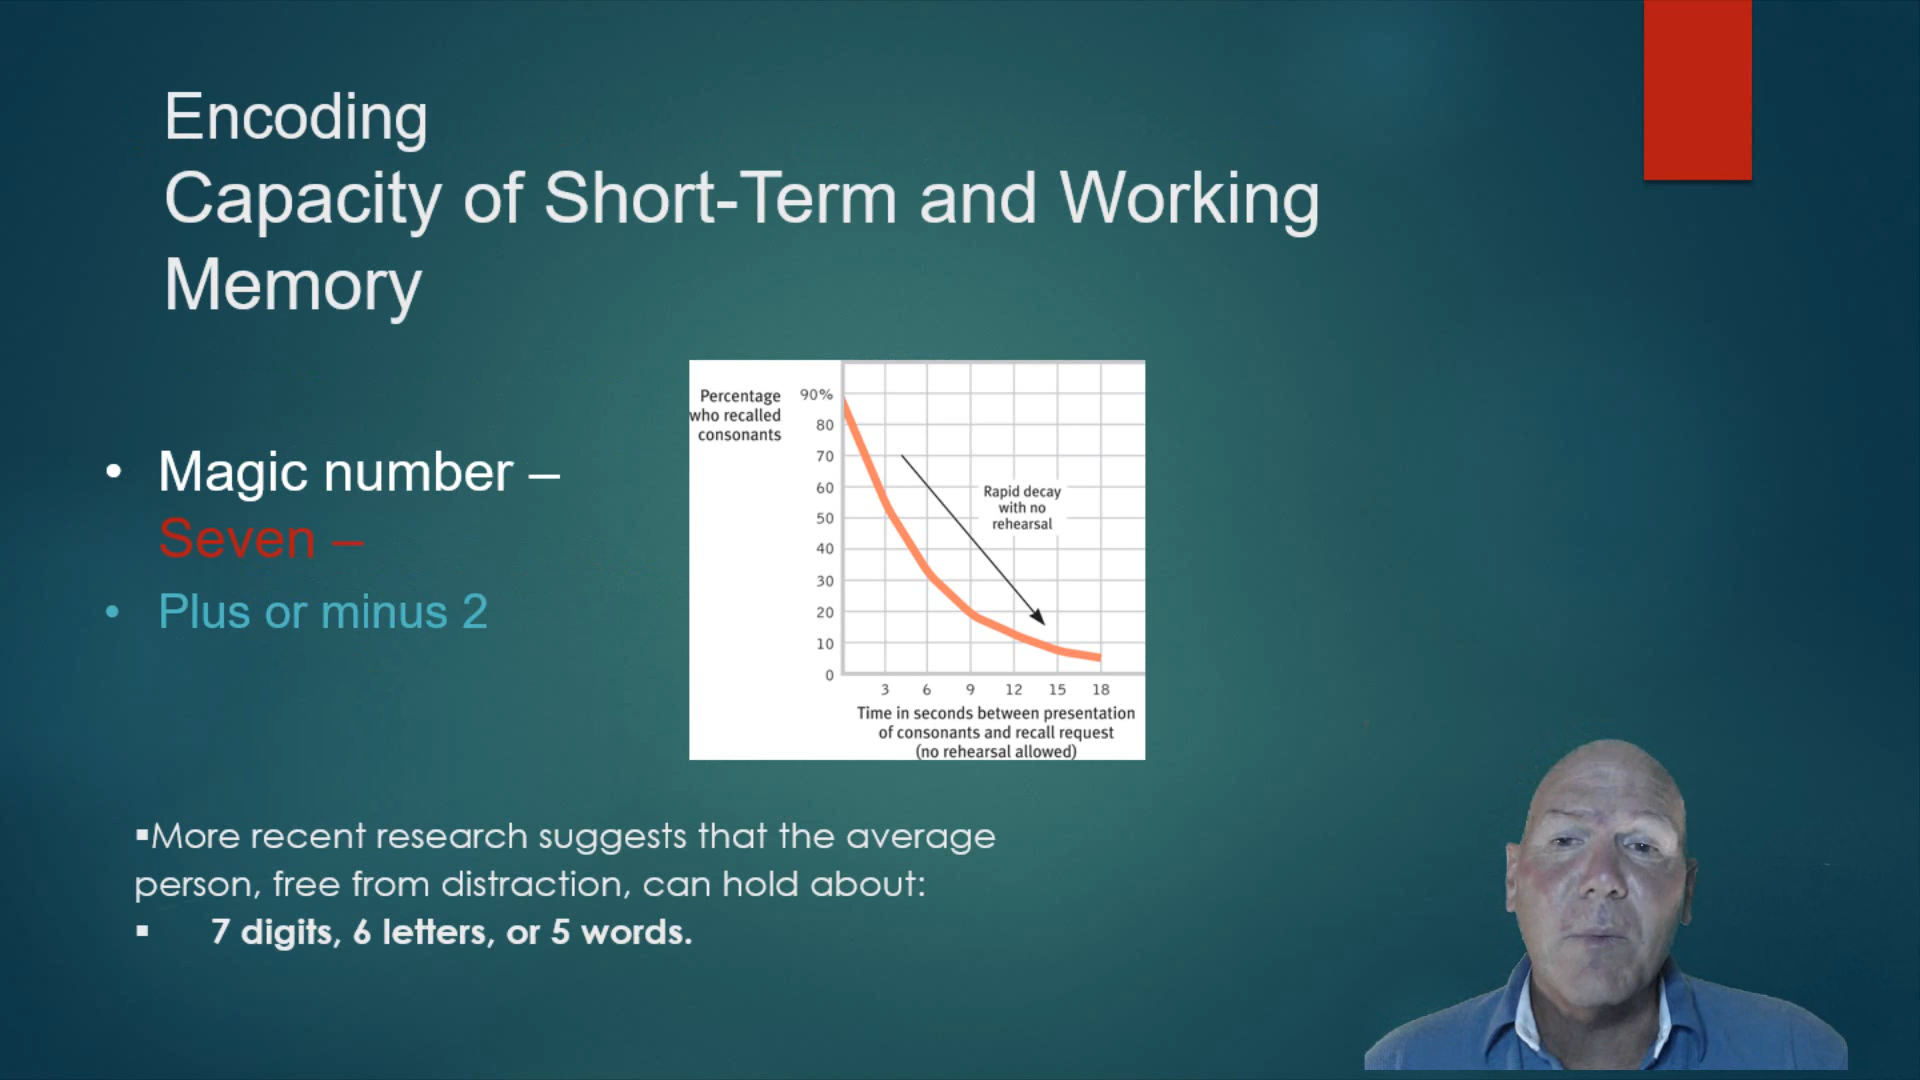 Encoding
Capacity of Short-Term and Working
Memory
• Magic number –
Seven –
• Plus or minus 2
Percentage
who recalled
consonants
90%
80
70
60
50
40
30
20
10
0
Rapid decay
with no
rehearsal
3 6 9 12 15 18
Time in seconds between presentation
of consonants and recall request
(no rehearsal allowed)
▪More recent research suggests that the average
person, free from distraction, can hold about:
▪ 7 digits, 6 letters, or 5 words.